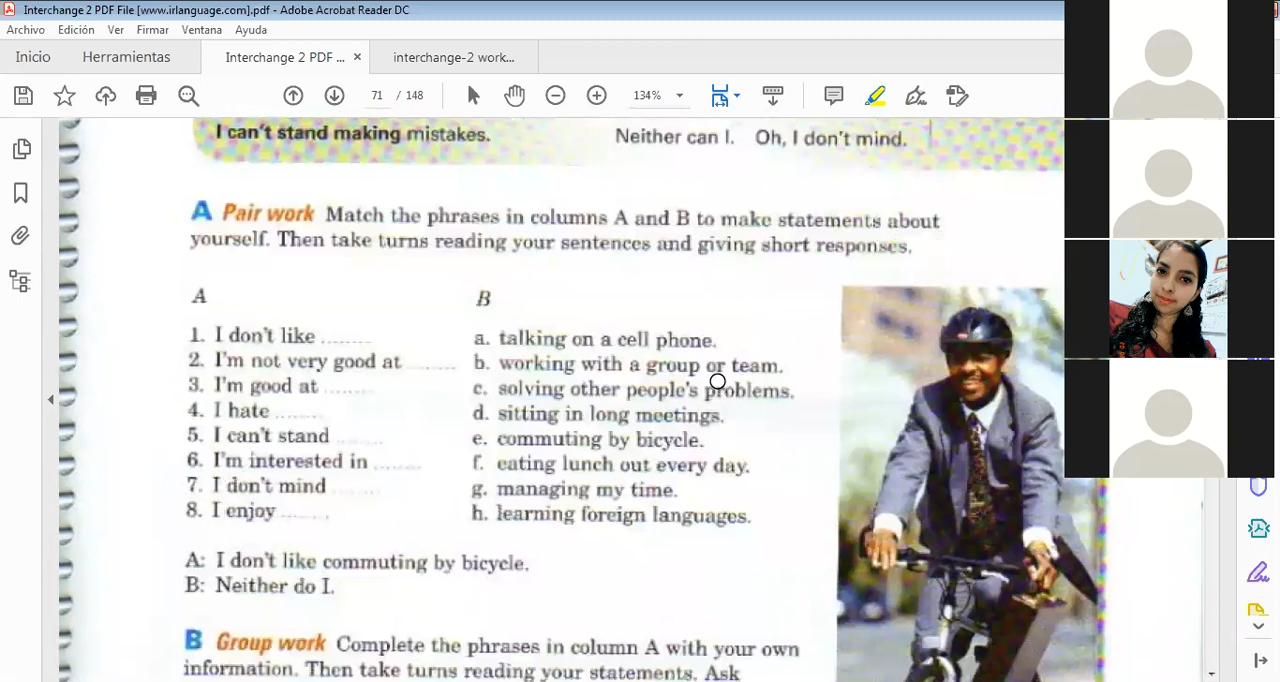 Interchange 2 PDF File [www.irlanguage.com].pdf - Adobe Acrobat Reader DC
Archivo Edición Ver Firmar Ventana Ayuda
Inicio Herramientas Interchange 2 PDF ... × interchange-2 work...
71 / 148 134%
I can't stand making mistakes. Neither can I. Oh, I don't mind.
A Pair work Match the phrases in columns A and B to make statements about
yourself. Then take turns reading your sentences and giving short responses.
A B
1. I don't like ........ a. talking on a cell phone.
2. I'm not very good at ........ b. working with a group or team.
3. I'm good at ........ c. solving other people's problems.
4. I hate ........ d. sitting in long meetings.
5. I can't stand ........ e. commuting by bicycle.
6. I'm interested in ........ f. eating lunch out every day.
7. I don't mind ........ g. managing my time.
8. I enjoy ........ h. learning foreign languages.
A: I don't like commuting by bicycle.
B: Neither do I.
B Group work Complete the phrases in column A with your own
information. Then take turns reading your statements. Ask